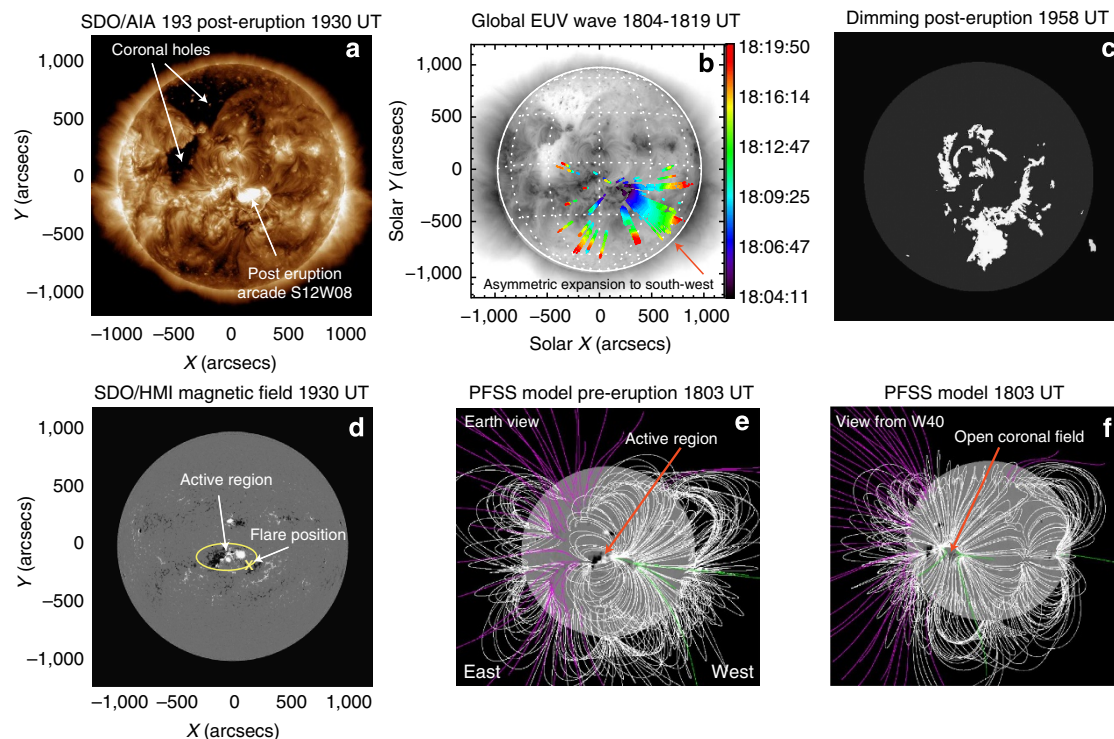 SDO/AIA 193 post-eruption 1930 UT
a
Coronal holes
Post eruption
arcade S12W08
1,000
500
0
−500
−1,000
Y (arcsecs)
−1000 −500 0 500 1,000
X (arcsecs)
Global EUV wave 1804-1819 UT
b
1,000
500
0
−500
−1,000
Solar Y (arcsecs)
Asymmetric expansion to south-west
−1,000 −500 0 500 1,000
Solar X (arcsecs)
18:19:50
18:16:14
18:12:47
18:09:25
18:06:47
18:04:11
Dimming post-eruption 1958 UT
c
SDO/HMI magnetic field 1930 UT
d
Active region
Flare position
1,000
500
0
−500
−1,000
Y (arcsecs)
−1,000 −500 0 500 1,000
X (arcsecs)
PFSS model pre-eruption 1803 UT
Earth view
e
Active region
East
West
PFSS model 1803 UT
View from W40
f
Open coronal field